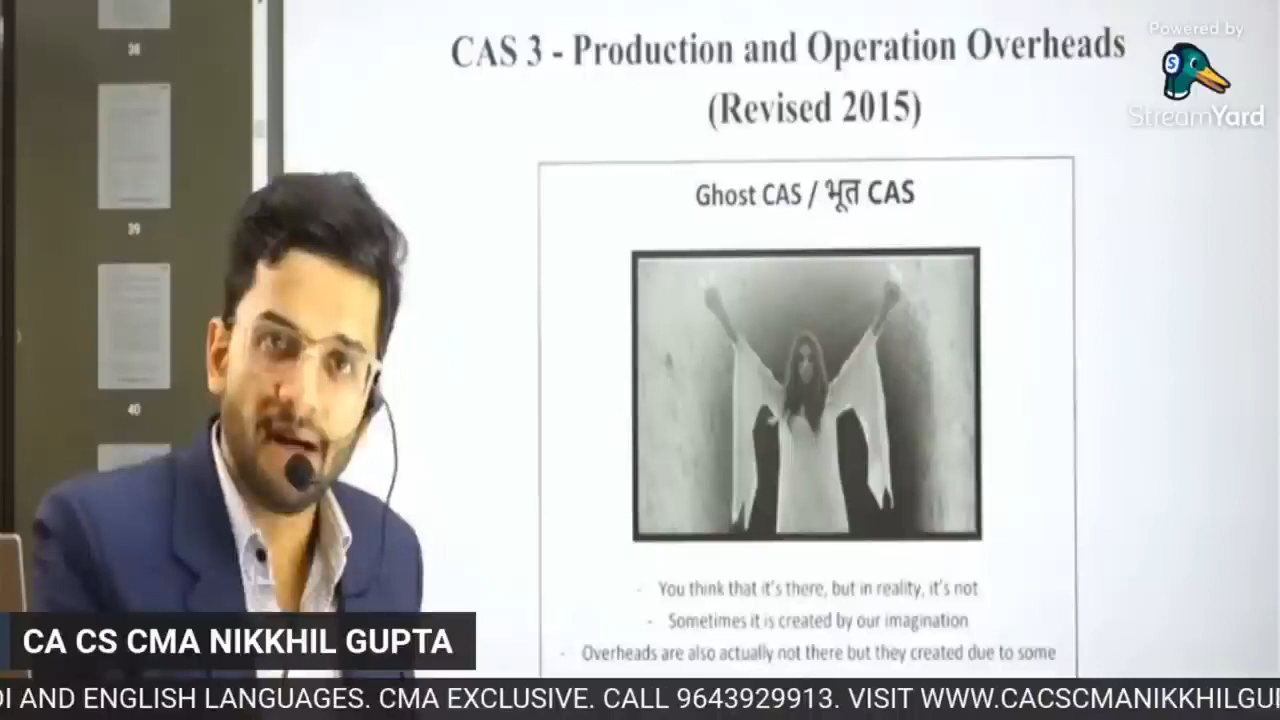 38
39
40
CAS 3 - Production and Operation Overheads
(Revised 2015)
Powered by
S
StreamYard
Ghost CAS / भूत CAS
- You think that it's there, but in reality, it's not
- Sometimes it is created by our imagination
- Overheads are also actually not there but they created due to some
CA CS CMA NIKKHIL GUPTA
DI AND ENGLISH LANGUAGES. CMA EXCLUSIVE. CALL 9643929913. VISIT WWW.CACSCMANIKKHILGU